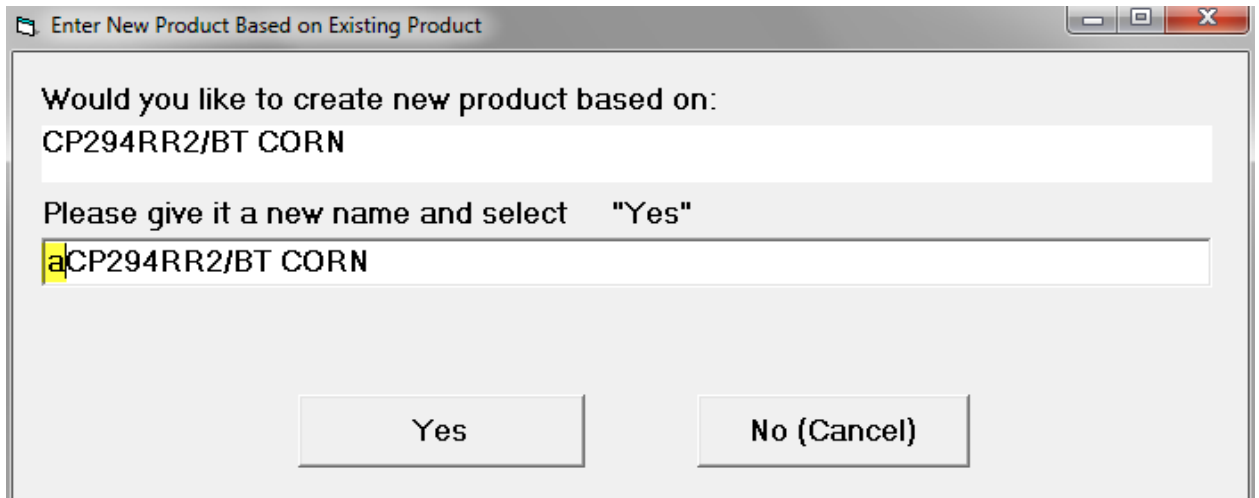 Enter New Product Based on Existing Product
Would you like to create new product based on:
CP294RR2/BT CORN
Please give it a new name and select "Yes"
aCP294RR2/BT CORN
Yes No (Cancel)